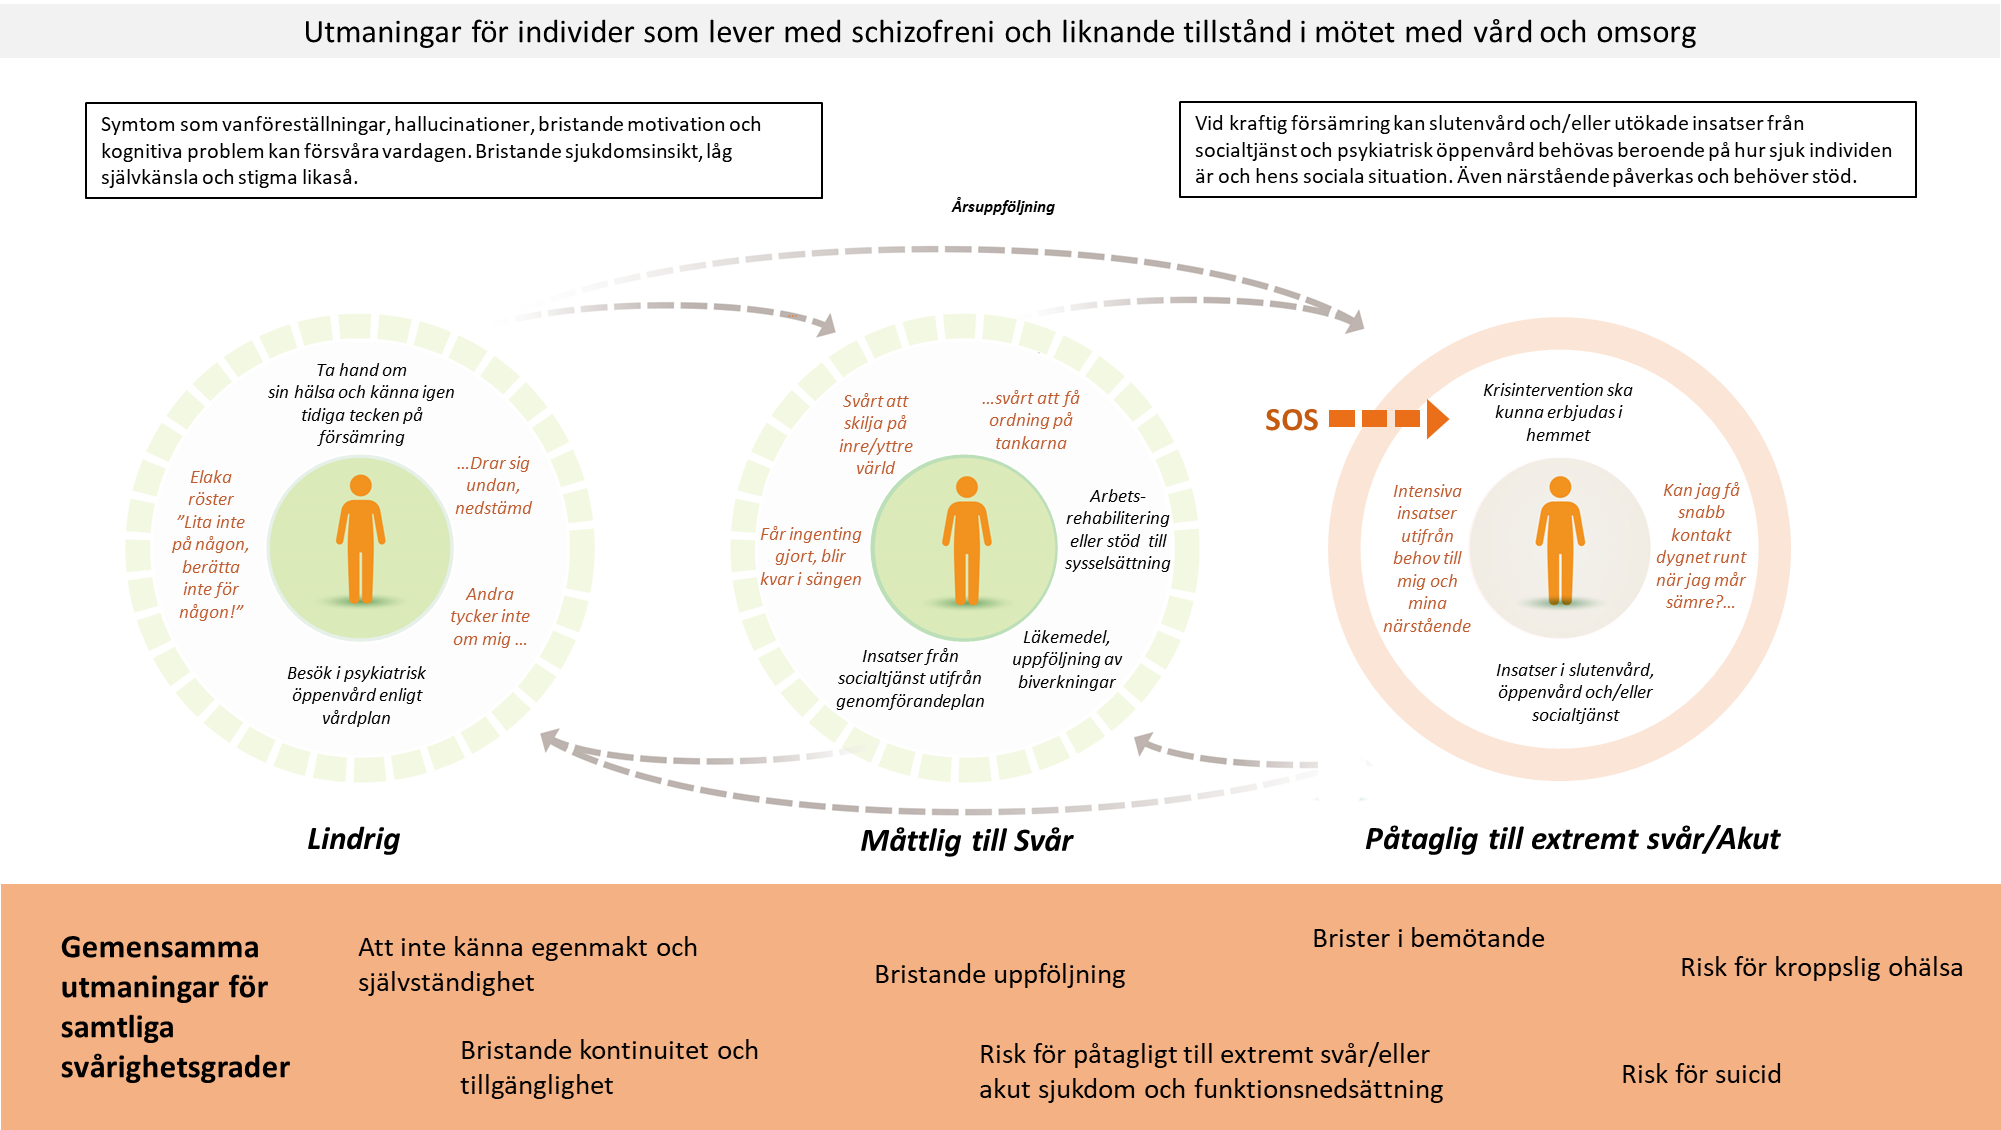 Utmaningar för individer som lever med schizofreni och liknande tillstånd i mötet med vård och omsorg
Symtom som vanföreställningar, hallucinationer, bristande motivation och
kognitiva problem kan försvåra vardagen. Bristande sjukdomsinsikt, låg
självkänsla och stigma likaså.
Vid kraftig försämring kan slutenvård och/eller utökade insatser från
socialtjänst och psykiatrisk öppenvård behövas beroende på hur sjuk individen
är och hens sociala situation. Även närstående påverkas och behöver stöd.
Årsuppföljning
...
Ta hand om
sin hälsa och känna igen
tidiga tecken på
försämring
Elaka
röster
”Lita inte
på någon,
berätta
inte för
någon!”
...Drar sig
undan,
nedstämd
Andra
tycker inte
om mig ...
Besök i psykiatrisk
öppenvård enligt
vårdplan
Svårt att
skilja på
inre/yttre
värld
...svårt att få
ordning på
tankarna
Får ingenting
gjort, blir
kvar i sängen
Arbets-
rehabilitering
eller stöd till
sysselsättning
Insatser från
socialtjänst utifrån
genomförandeplan
Läkemedel,
uppföljning av
biverkningar
SOS
Krisintervention ska
kunna erbjudas i
hemmet
Intensiva
insatser
utifrån
behov till
mig och
mina
närstående
Kan jag få
snabb
kontakt
dygnet runt
när jag mår
sämre?...
Insatser i slutenvård,
öppenvård och/eller
socialtjänst
Lindrig
Måttlig till Svår
Påtaglig till extremt svår/Akut
Gemensamma
utmaningar för
samtliga
svårighetsgrader
Att inte känna egenmakt och
självständighet
Bristande kontinuitet och
tillgänglighet
Bristande uppföljning
Risk för påtagligt till extremt svår/eller
akut sjukdom och funktionsnedsättning
Brister i bemötande
Risk för kroppslig ohälsa
Risk för suicid